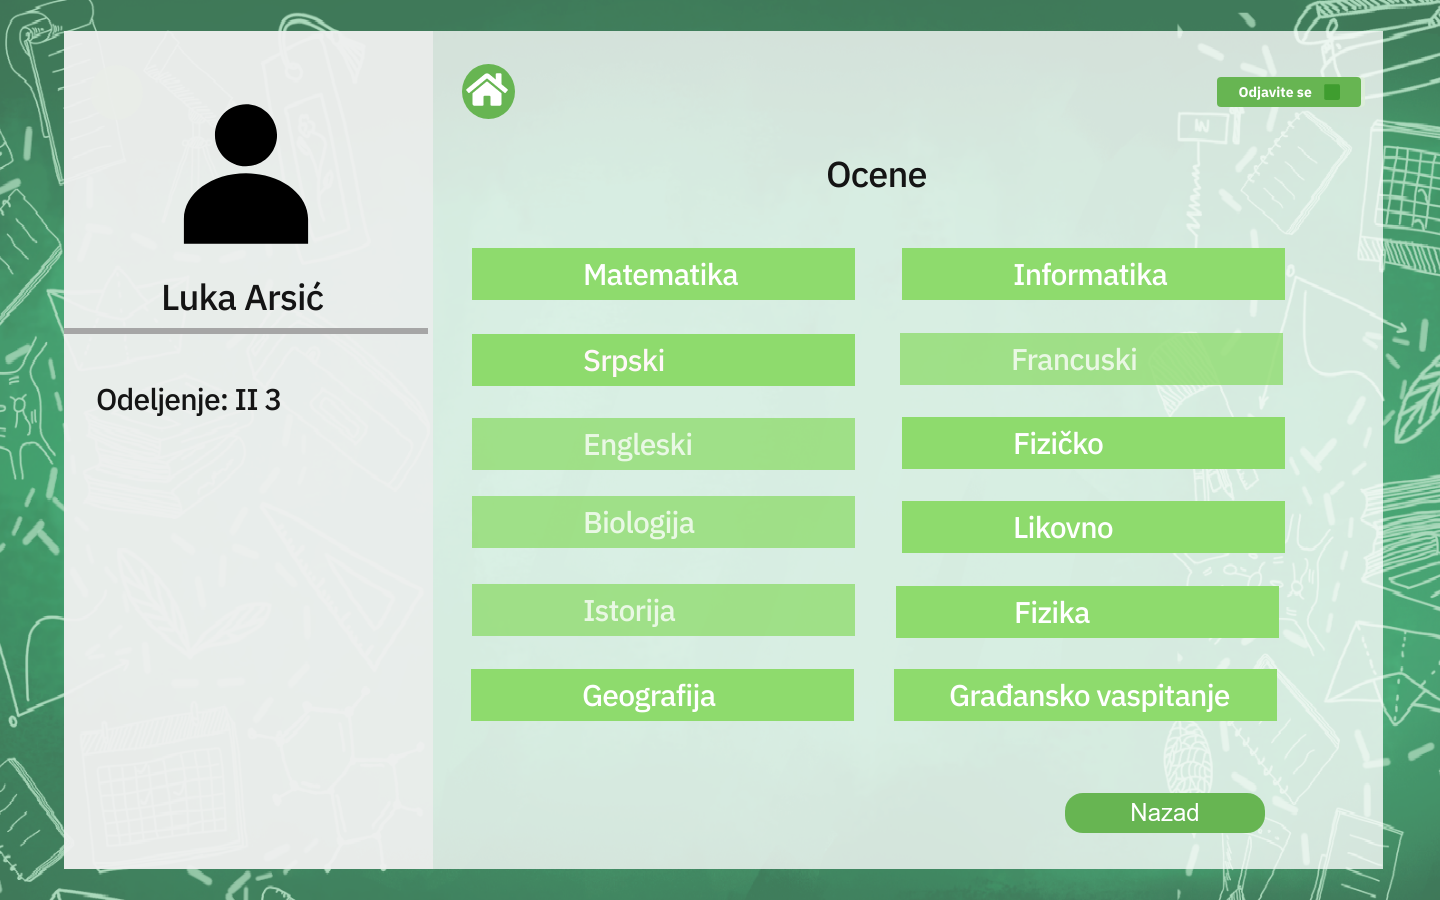 Luka Arsić
Odeljenje: II 3
Odjavite se
Ocene
Matematika
Srpski
Engleski
Biologija
Istorija
Geografija
Informatika
Francuski
Fizičko
Likovno
Fizika
Građansko vaspitanje
Nazad